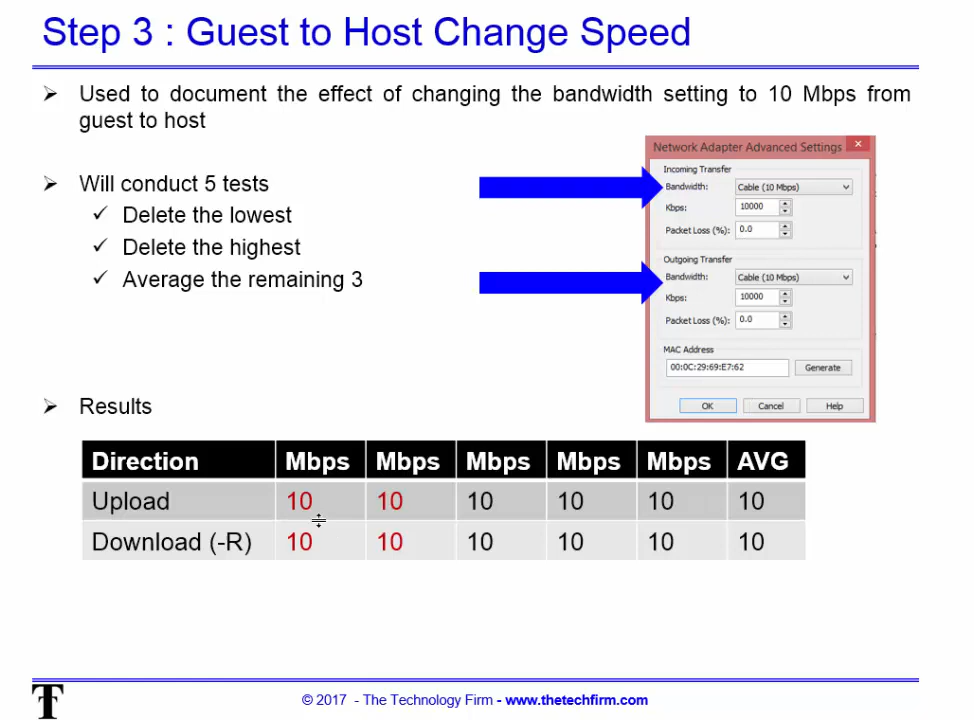 Step 3 : Guest to Host Change Speed
➢ Used to document the effect of changing the bandwidth setting to 10 Mbps from
guest to host
➢ Will conduct 5 tests
✓ Delete the lowest
✓ Delete the highest
✓ Average the remaining 3
Network Adapter Advanced Settings
Incoming Transfer
Bandwidth: Cable (10 Mbps)
Kbps: 10000
Packet Loss (%): 0.0
Outgoing Transfer
Bandwidth: Cable (10 Mbps)
Kbps: 10000
Packet Loss (%): 0.0
MAC Address
00:0C:29:69:E7:62 Generate
OK Cancel Help
➢ Results
Direction Mbps Mbps Mbps Mbps Mbps AVG
Upload 10 10 10 10 10 10
Download (-R) 10 10 10 10 10 10
© 2017 - The Technology Firm - www.thetechfirm.com